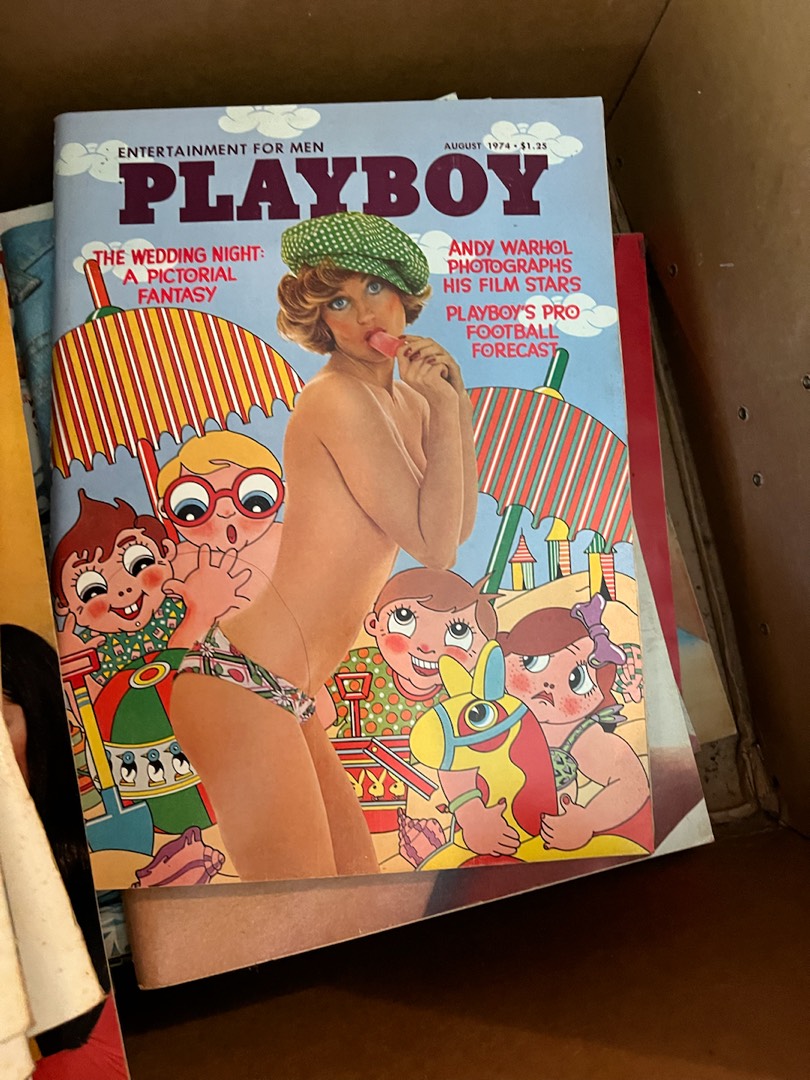 ENTERTAINMENT FOR MEN
AUGUST 1974 • $1.25
PLAYBOY
THE WEDDING NIGHT:
A PICTORIAL
FANTASY
ANDY WARHOL
PHOTOGRAPHS
HIS FILM STARS
PLAYBOY'S PRO
FOOTBALL
FORECAST